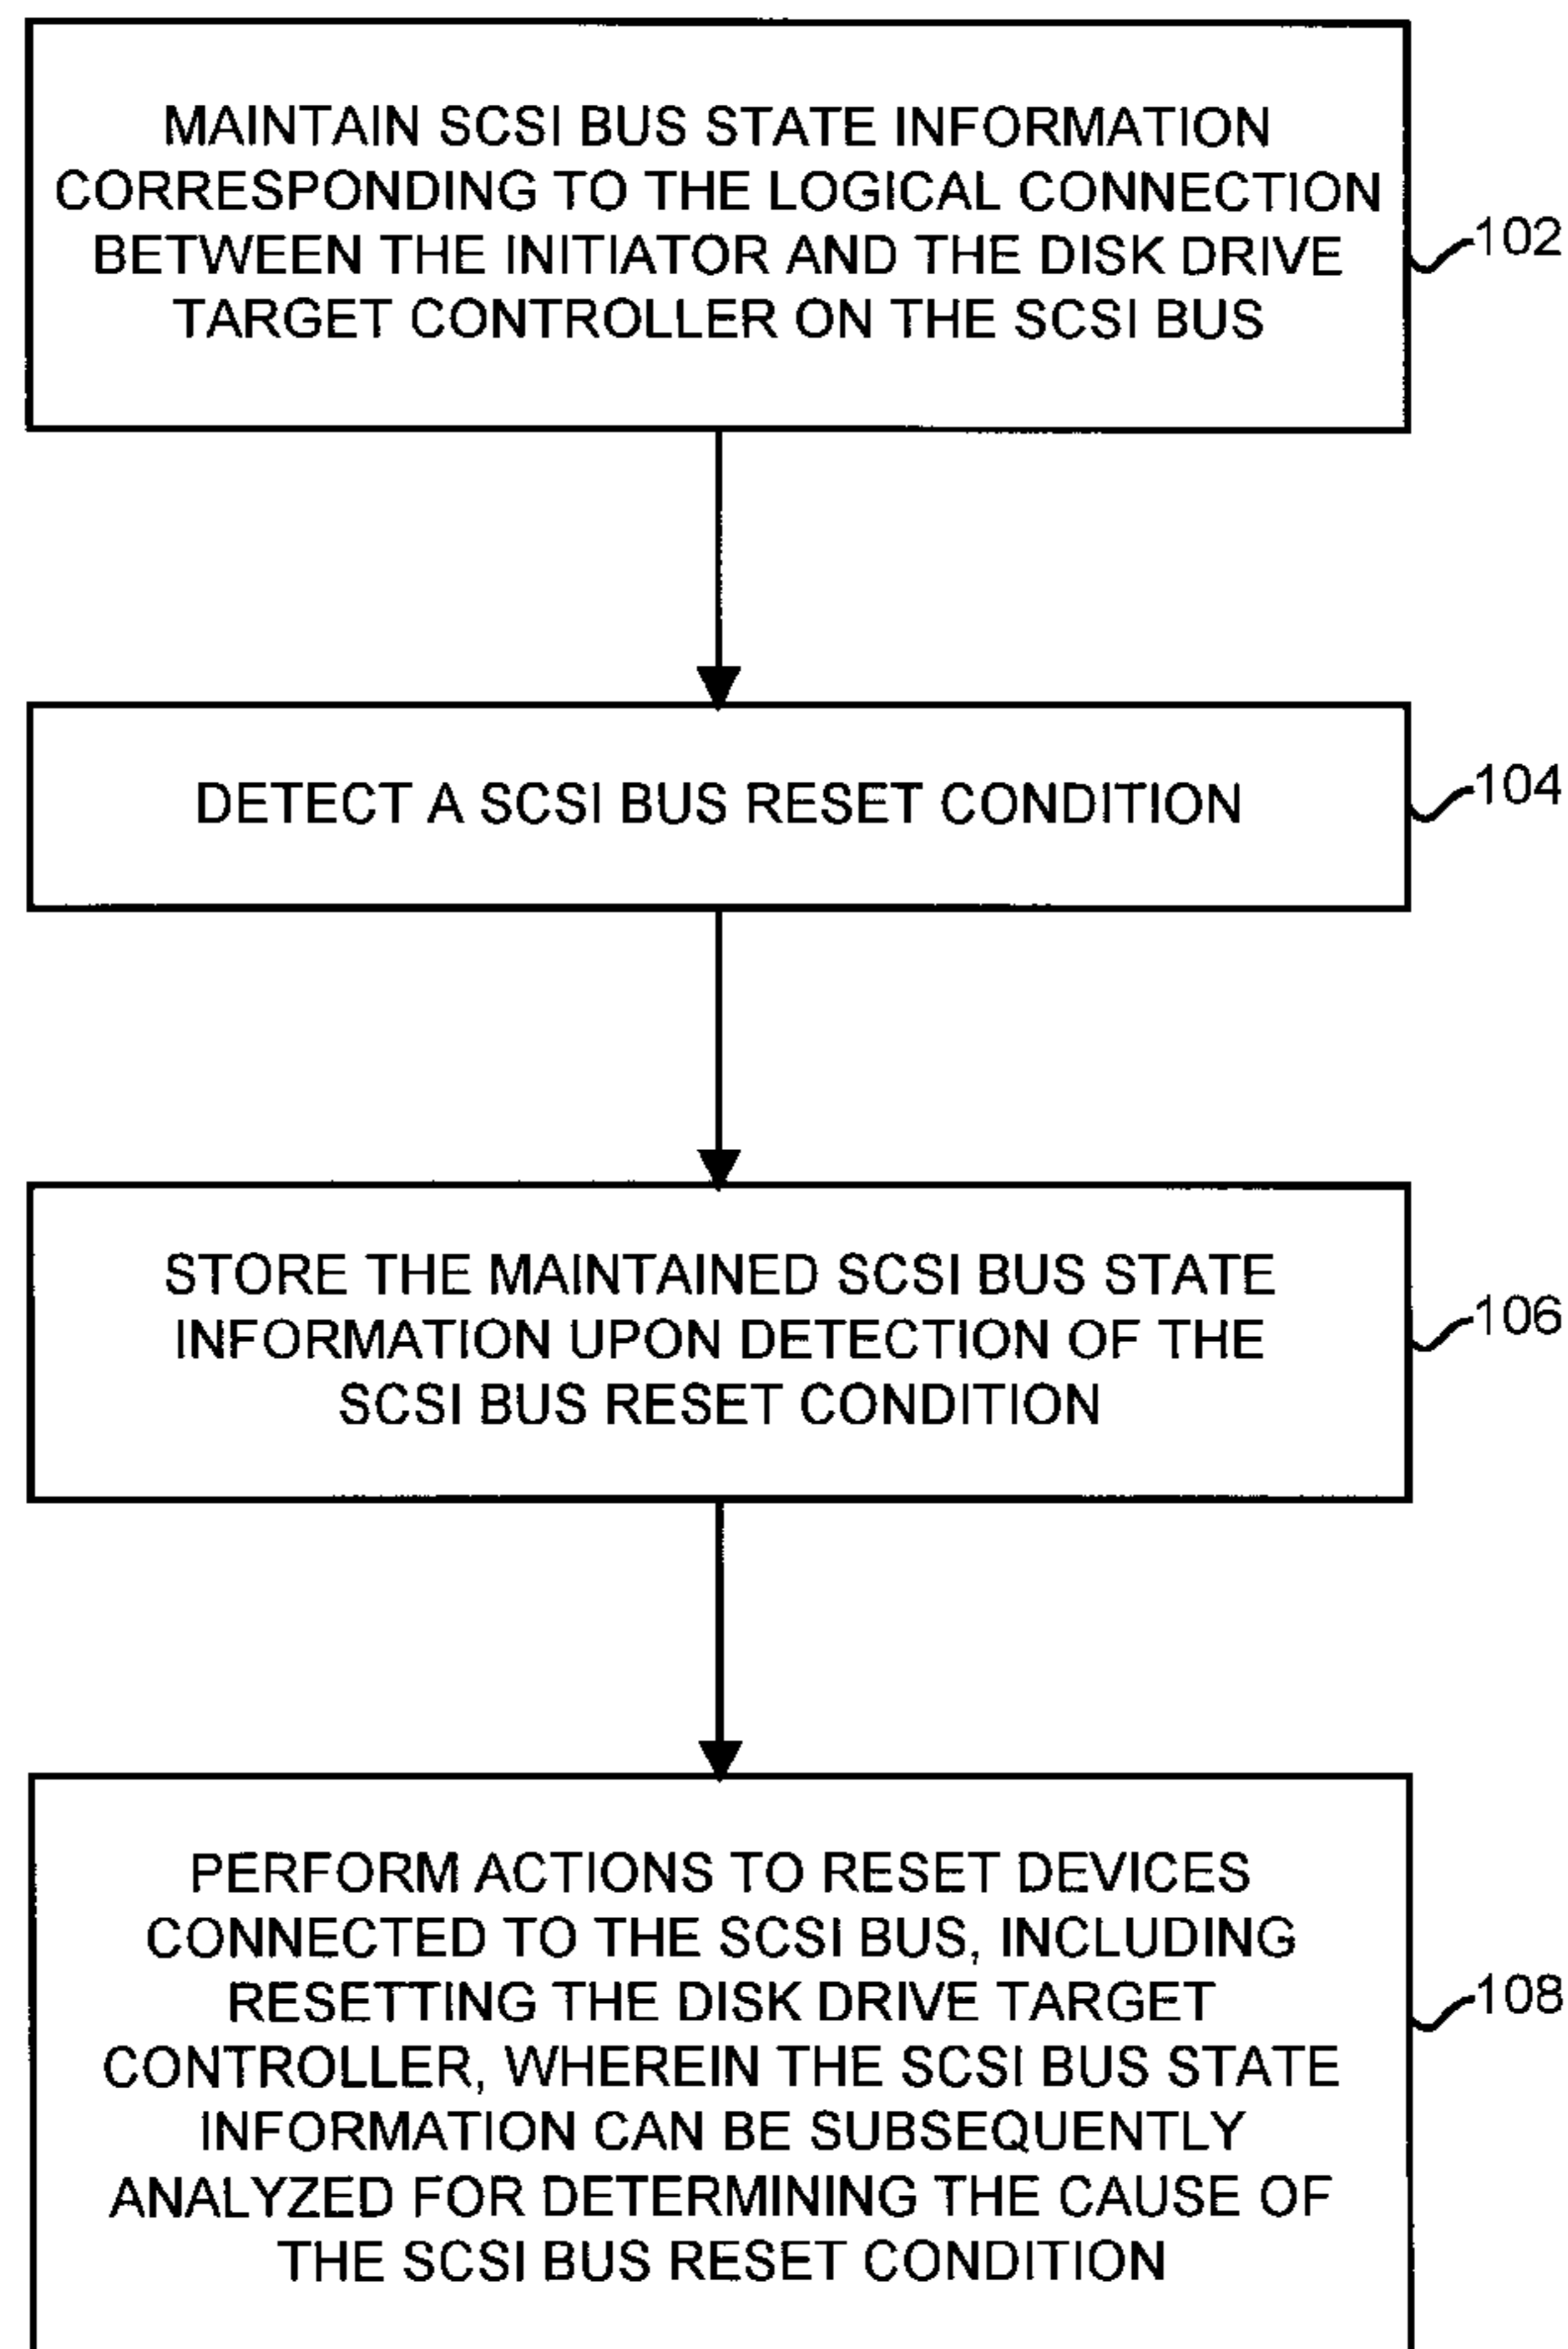 MAINTAIN SCSI BUS STATE INFORMATION
CORRESPONDING TO THE LOGICAL CONNECTION
BETWEEN THE INITIATOR AND THE DISK DRIVE
TARGET CONTROLLER ON THE SCSI BUS
102
DETECT A SCSI BUS RESET CONDITION
104
STORE THE MAINTAINED SCSI BUS STATE
INFORMATION UPON DETECTION OF THE
SCSI BUS RESET CONDITION
106
PERFORM ACTIONS TO RESET DEVICES
CONNECTED TO THE SCSI BUS, INCLUDING
RESETTING THE DISK DRIVE TARGET
CONTROLLER, WHEREIN THE SCSI BUS STATE
INFORMATION CAN BE SUBSEQUENTLY
ANALYZED FOR DETERMINING THE CAUSE OF
THE SCSI BUS RESET CONDITION
108